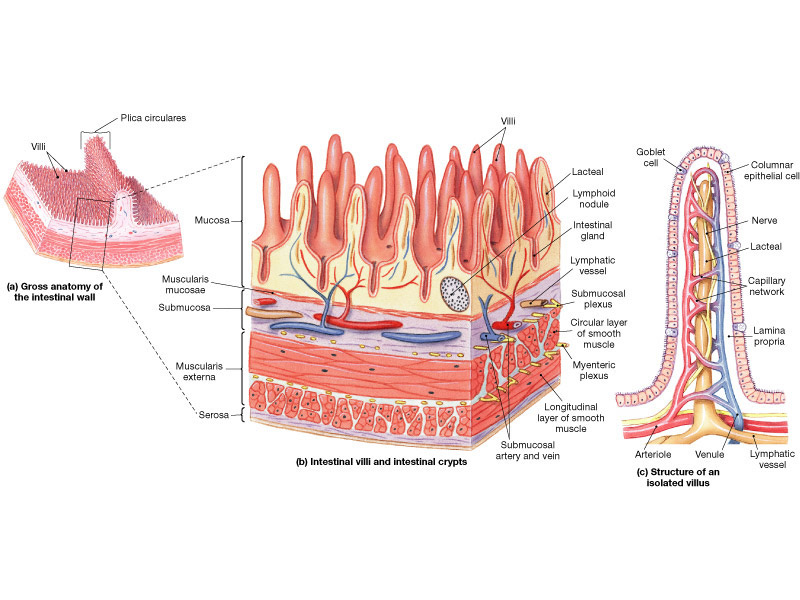 Plica circulares
Villi
(a) Gross anatomy of
the intestinal wall
Mucosa
Muscularis
mucosae
Submucosa
Muscularis
externa
Serosa
Villi
Lacteal
Lymphoid
nodule
Intestinal
gland
Lymphatic
vessel
Submucosal
plexus
Circular layer
of smooth
muscle
Myenteric
plexus
Longitudinal
layer of smooth
muscle
Submucosal
artery and vein
(b) Intestinal villi and intestinal crypts
Goblet
cell
Columnar
epithelial cell
Nerve
Lacteal
Capillary
network
Lamina
propria
Arteriole
Venule
Lymphatic
vessel
(c) Structure of an
isolated villus